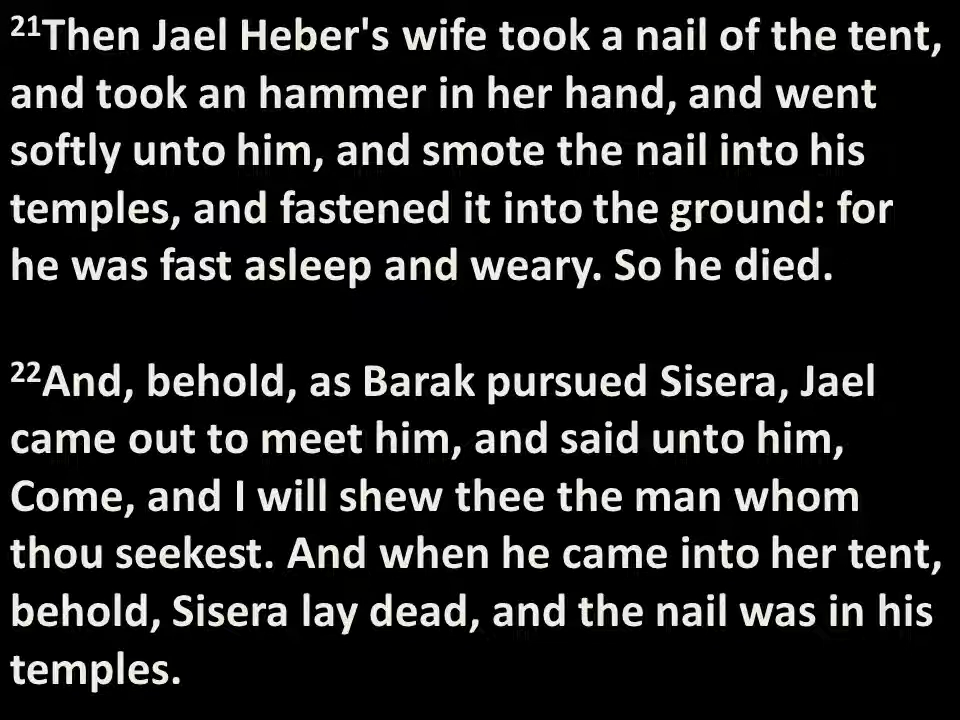 21Then Jael Heber's wife took a nail of the tent,
and took an hammer in her hand, and went
softly unto him, and smote the nail into his
temples, and fastened it into the ground: for
he was fast asleep and weary. So he died.
22And, behold, as Barak pursued Sisera, Jael
came out to meet him, and said unto him,
Come, and I will shew thee the man whom
thou seekest. And when he came into her tent,
behold, Sisera lay dead, and the nail was in his
temples.